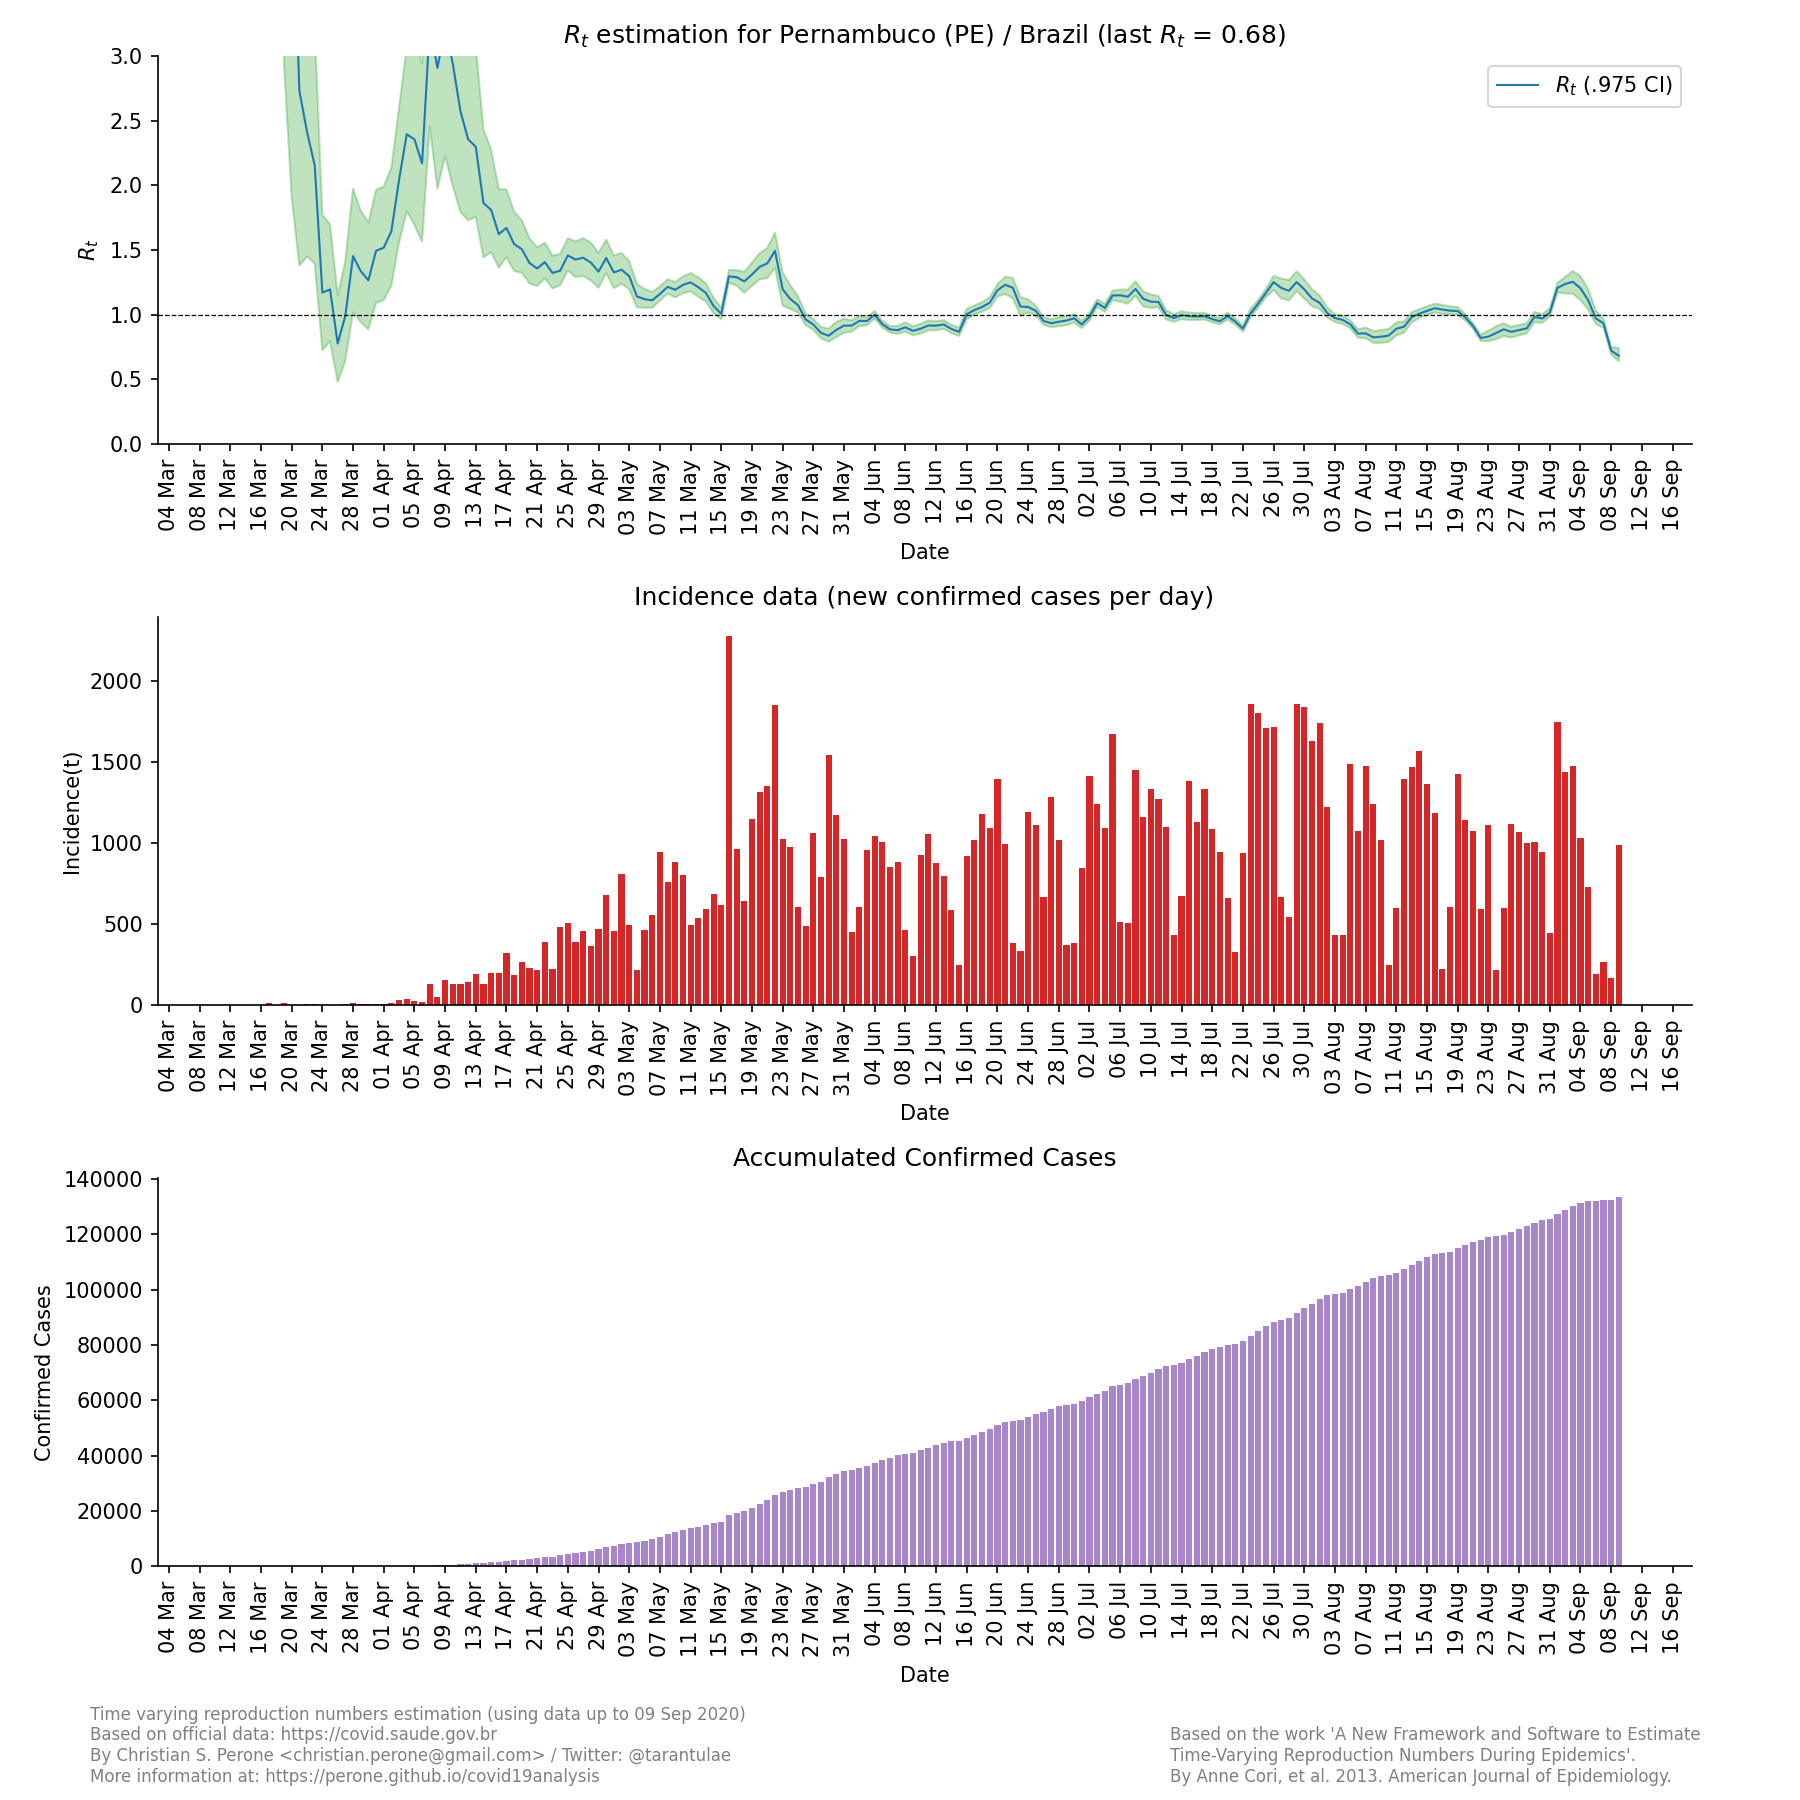 Rt estimation for Pernambuco (PE) / Brazil (last Rt = 0.68)
3.0
2.5
2.0
1.5
1.0
0.5
0.0
Rt
Rt (.975 CI)
04 Mar 08 Mar 12 Mar 16 Mar 20 Mar 24 Mar 28 Mar 01 Apr 05 Apr 09 Apr 13 Apr 17 Apr 21 Apr 25 Apr 29 Apr 03 May 07 May 11 May 15 May 19 May 23 May 27 May 31 May 04 Jun 08 Jun 12 Jun 16 Jun 20 Jun 24 Jun 28 Jun 02 Jul 06 Jul 10 Jul 14 Jul 18 Jul 22 Jul 26 Jul 30 Jul 03 Aug 07 Aug 11 Aug 15 Aug 19 Aug 23 Aug 27 Aug 31 Aug 04 Sep 08 Sep 12 Sep 16 Sep
Date
Incidence data (new confirmed cases per day)
2000
1500
1000
500
0
Incidence(t)
04 Mar 08 Mar 12 Mar 16 Mar 20 Mar 24 Mar 28 Mar 01 Apr 05 Apr 09 Apr 13 Apr 17 Apr 21 Apr 25 Apr 29 Apr 03 May 07 May 11 May 15 May 19 May 23 May 27 May 31 May 04 Jun 08 Jun 12 Jun 16 Jun 20 Jun 24 Jun 28 Jun 02 Jul 06 Jul 10 Jul 14 Jul 18 Jul 22 Jul 26 Jul 30 Jul 03 Aug 07 Aug 11 Aug 15 Aug 19 Aug 23 Aug 27 Aug 31 Aug 04 Sep 08 Sep 12 Sep 16 Sep
Date
Accumulated Confirmed Cases
140000
120000
100000
80000
60000
40000
20000
0
Confirmed Cases
04 Mar 08 Mar 12 Mar 16 Mar 20 Mar 24 Mar 28 Mar 01 Apr 05 Apr 09 Apr 13 Apr 17 Apr 21 Apr 25 Apr 29 Apr 03 May 07 May 11 May 15 May 19 May 23 May 27 May 31 May 04 Jun 08 Jun 12 Jun 16 Jun 20 Jun 24 Jun 28 Jun 02 Jul 06 Jul 10 Jul 14 Jul 18 Jul 22 Jul 26 Jul 30 Jul 03 Aug 07 Aug 11 Aug 15 Aug 19 Aug 23 Aug 27 Aug 31 Aug 04 Sep 08 Sep 12 Sep 16 Sep
Date
Time varying reproduction numbers estimation (using data up to 09 Sep 2020)
Based on official data: https://covid.saude.gov.br
By Christian S. Perone <christian.perone@gmail.com> / Twitter: @tarantulae
More information at: https://perone.github.io/covid19analysis
Based on the work 'A New Framework and Software to Estimate
Time-Varying Reproduction Numbers During Epidemics'.
By Anne Cori, et al. 2013. American Journal of Epidemiology.